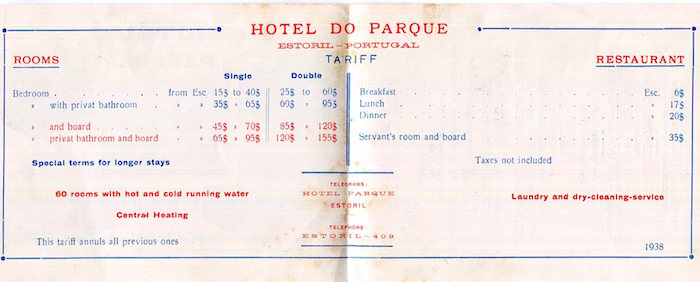 HOTEL DO PARQUE
ESTORIL-PORTUGAL
TARIFF
ROOMS
Single Double
Bedroom . . . . . . . from Esc. 15$ to 40$ 25$ to 60$
» with privat bathroom . » » 35$ » 65$ 69$ » 95$
» and board . . . . » » 45$ » 70$ 85$ » 120$
» privat bathroom and board » 65$ » 95$ 120$ » 155$
Special terms for longer stays
60 rooms with hot and cold running water
Central Heating
This tariff annuls all previous ones
TELEGRAMS:
HOTEL PARQUE
ESTORIL
TELEPHONE
ESTORIL-409
RESTAURANT
Breakfast . . . . . . . . . . . Esc. 6$
Lunch . . . . . . . . . . . . 17$
Dinner . . . . . . . . . . . . 20$
Servant's room and board . . . . . . . . 35$
Taxes not included
Laundry and dry-cleaning-service
1938